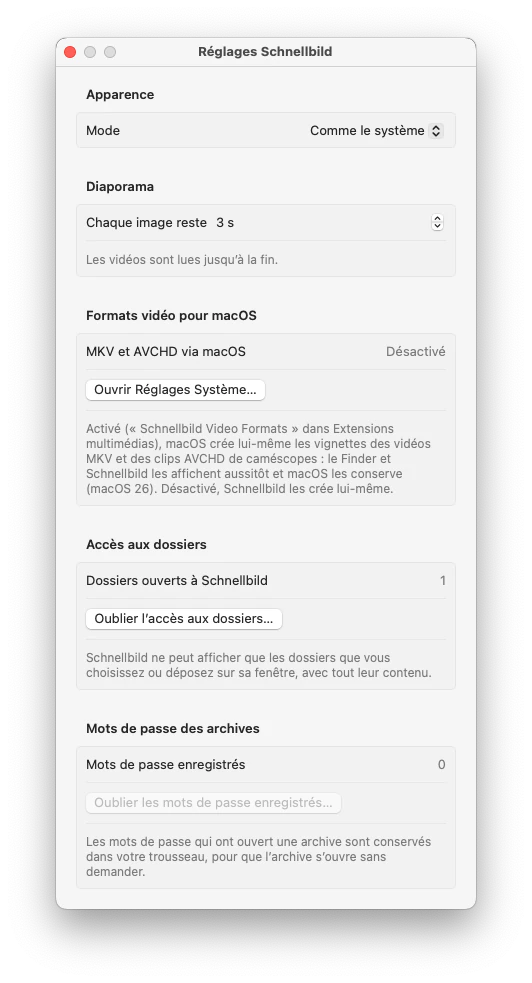 Réglages Schnellbild
Apparence
Mode Comme le système
Diaporama
Chaque image reste 3 s
Les vidéos sont lues jusqu’à la fin.
Formats vidéo pour macOS
MKV et AVCHD via macOS Désactivé
Ouvrir Réglages Système…
Activé (« Schnellbild Video Formats » dans Extensions
multimédias), macOS crée lui-même les vignettes des vidéos
MKV et des clips AVCHD de caméscopes : le Finder et
Schnellbild les affichent aussitôt et macOS les conserve
(macOS 26). Désactivé, Schnellbild les crée lui-même.
Accès aux dossiers
Dossiers ouverts à Schnellbild 1
Oublier l’accès aux dossiers…
Schnellbild ne peut afficher que les dossiers que vous
choisissez ou déposez sur sa fenêtre, avec tout leur contenu.
Mots de passe des archives
Mots de passe enregistrés 0
Oublier les mots de passe enregistrés…
Les mots de passe qui ont ouvert une archive sont conservés
dans votre trousseau, pour que l’archive s’ouvre sans
demander.